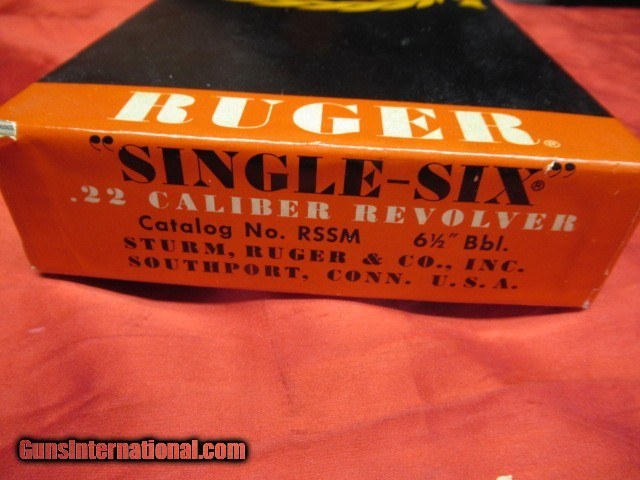 RUGER®
"SINGLE-SIX"®
.22 CALIBER REVOLVER
Catalog No. RSSM 6½" Bbl.
STURM, RUGER & CO., INC.
SOUTHPORT, CONN. U.S.A.
GunsInternational.com